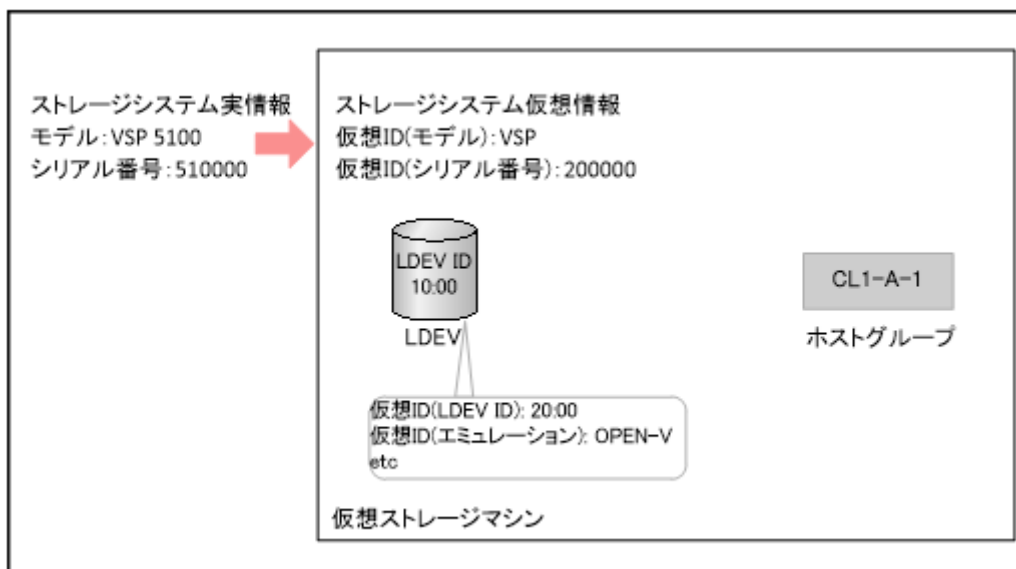 ストレージシステム実情報
モデル:VSP 5100
シリアル番号:510000
ストレージシステム仮想情報
仮想ID(モデル):VSP
仮想ID(シリアル番号):200000
LDEV ID
10:00
LDEV
CL1-A-1
ホストグループ
仮想ID(LDEV ID): 20:00
仮想ID(エミュレーション): OPEN-V
etc
仮想ストレージマシン